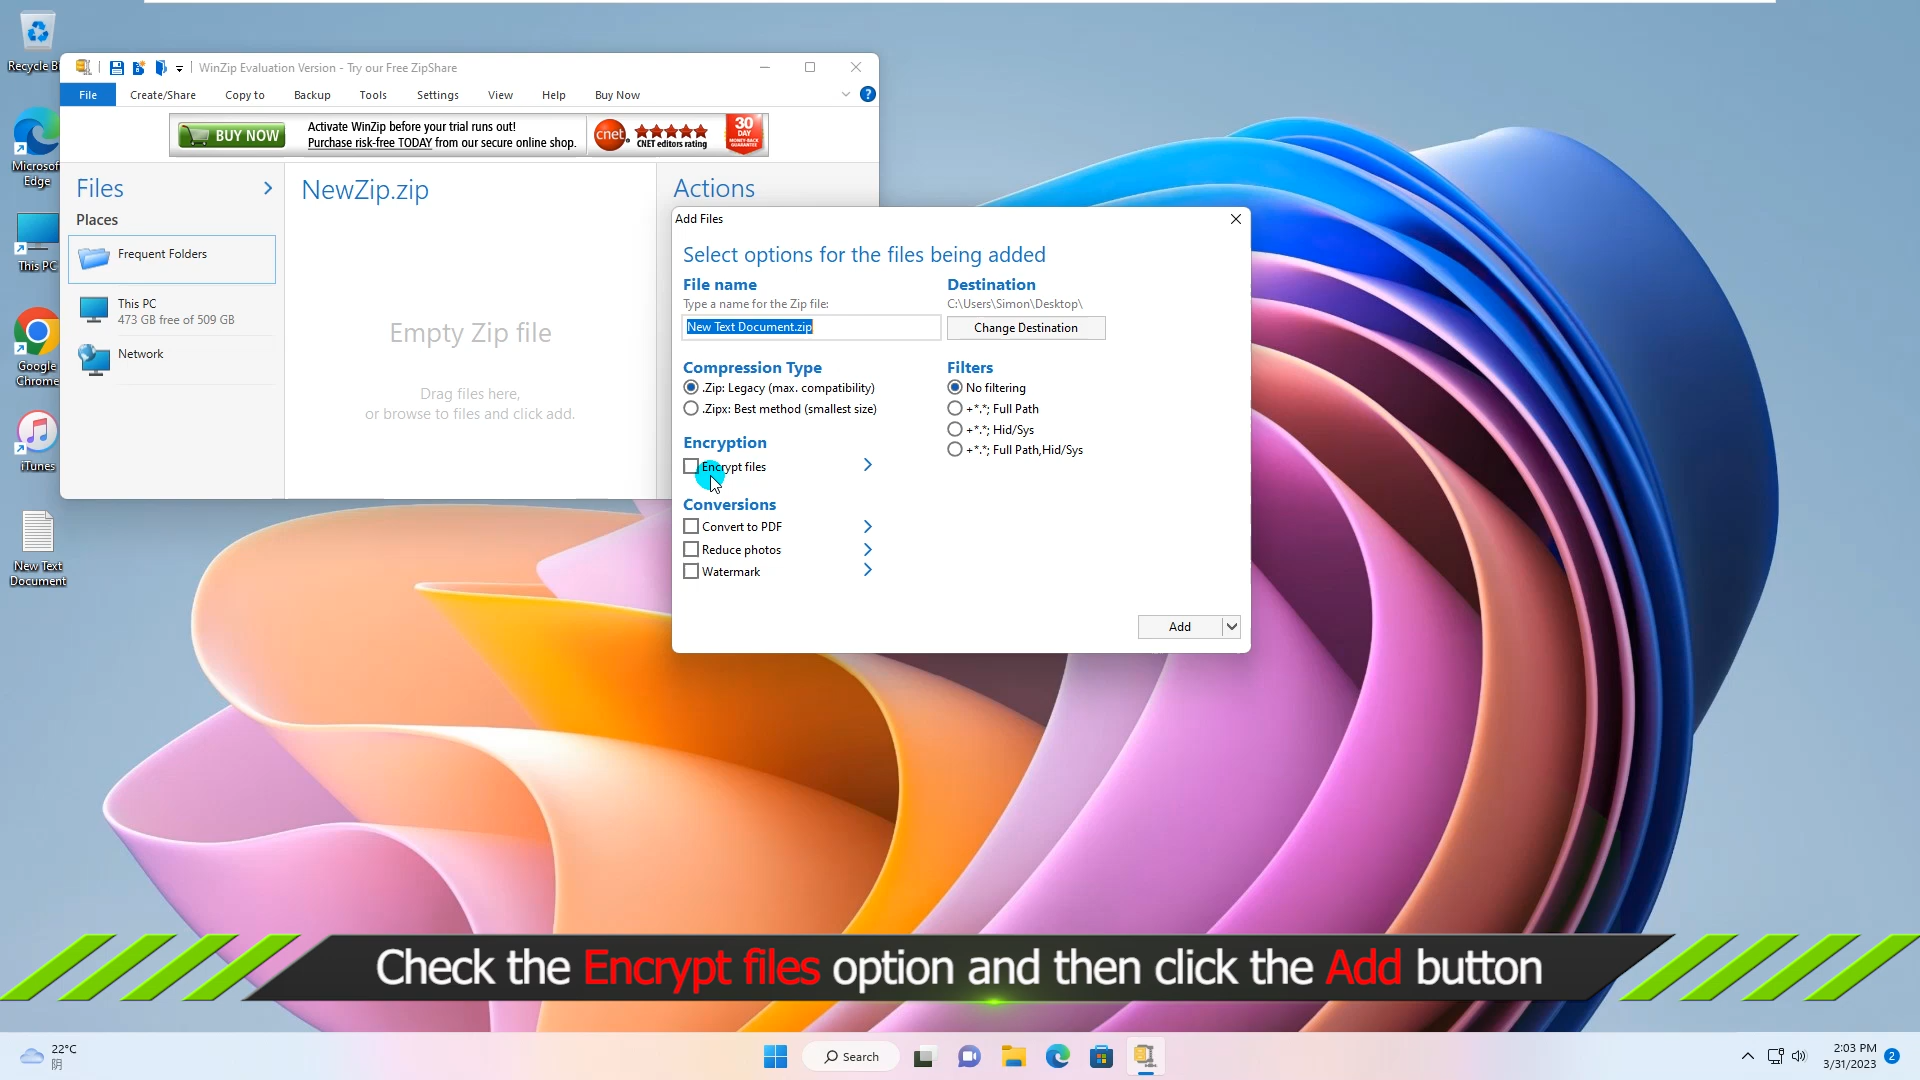 Recycle B
WinZip Evaluation Version - Try our Free ZipShare
File
Create/Share
Copy to
Backup
Tools
Settings
View
Help
Buy Now
?
BUY NOW
Activate WinZip before your trial runs out!
Purchase risk-free TODAY from our secure online shop.
cnet
CNET editors rating
30
DAY
MONEY-BACK
GUARANTEE
Microsof
Edge
This PC
Google
Chrome
iTunes
New Text
Document
Files
Places
Frequent Folders
This PC
473 GB free of 509 GB
Network
NewZip.zip
Empty Zip file
Drag files here,
or browse to files and click add.
Actions
Add Files
Select options for the files being added
File name
Type a name for the Zip file:
New Text Document.zip
Destination
C:\Users\Simon\Desktop\
Change Destination
Compression Type
.Zip: Legacy (max. compatibility)
.Zipx: Best method (smallest size)
Filters
No filtering
+*.*; Full Path
+*.*; Hid/Sys
+*.*; Full Path,Hid/Sys
Encryption
Encrypt files
Conversions
Convert to PDF
Reduce photos
Watermark
Add
Check the Encrypt files option and then click the Add button
22°C
阴
Search
2:03 PM
3/31/2023
2